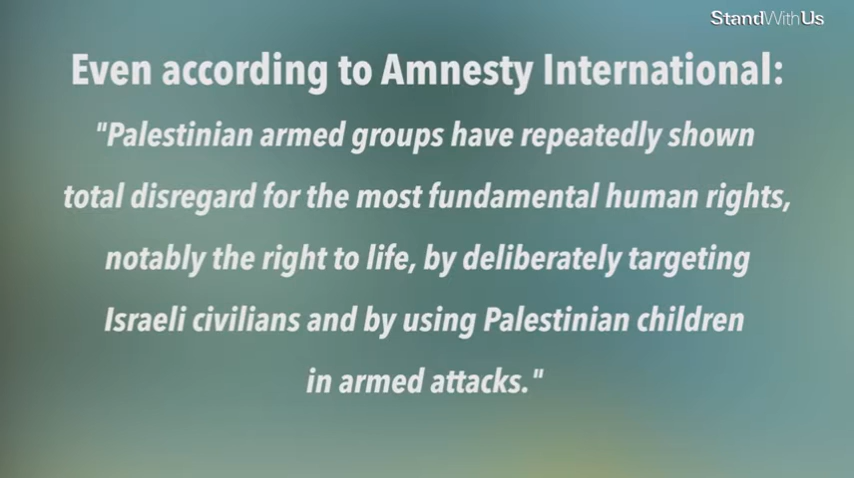 StandWithUs
Even according to Amnesty International:
"Palestinian armed groups have repeatedly shown
total disregard for the most fundamental human rights,
notably the right to life, by deliberately targeting
Israeli civilians and by using Palestinian children
in armed attacks."